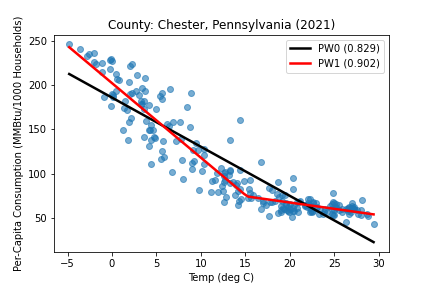 County: Chester, Pennsylvania (2021)
Per-Capita Consumption (MMBtu/1000 Households)
250
200
150
100
50
PW0 (0.829)
PW1 (0.902)
−5
0
5
10
15
20
25
30
Temp (deg C)